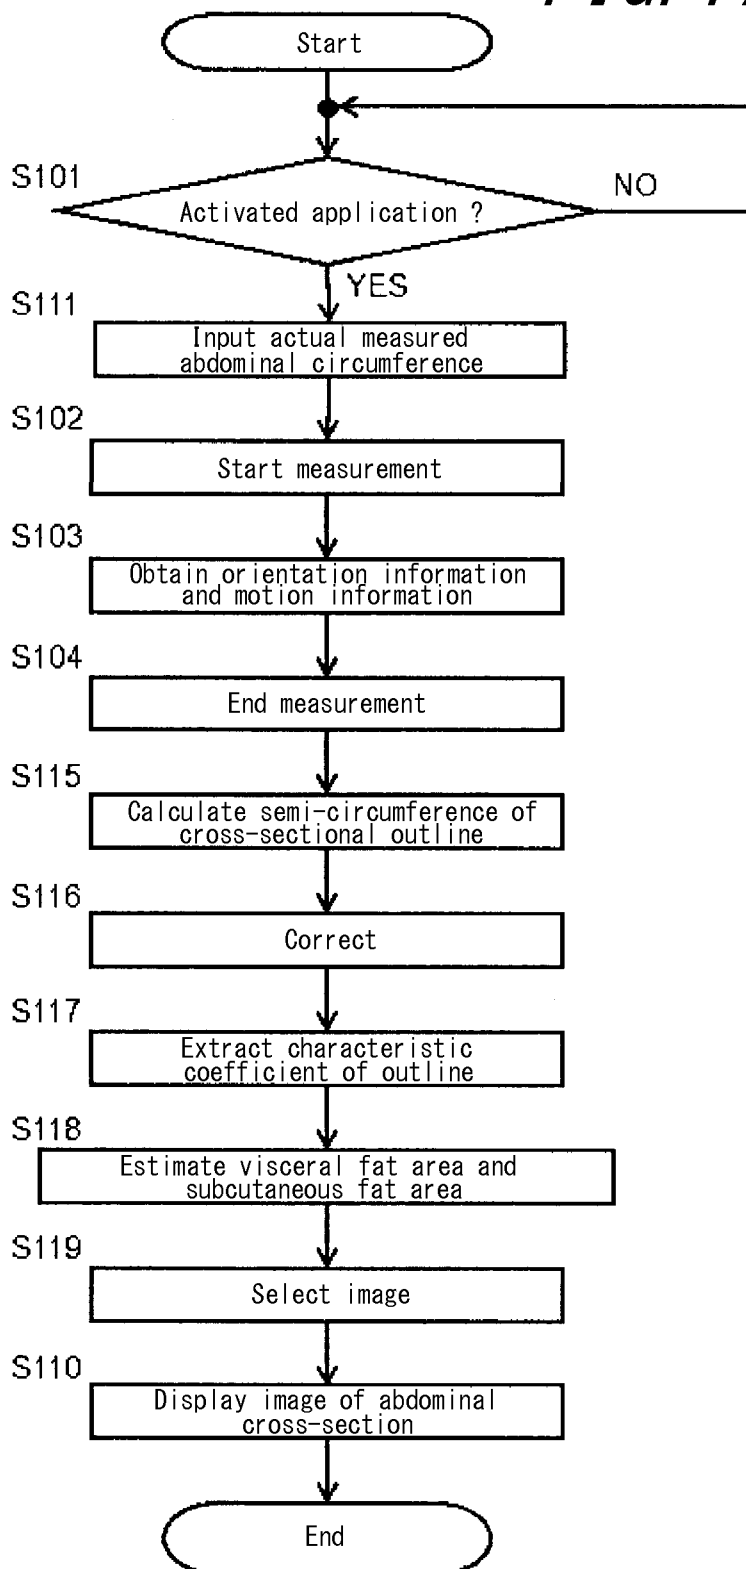 Start
S101
Activated application ?
NO
YES
S111
Input actual measured
abdominal circumference
S102
Start measurement
S103
Obtain orientation information
and motion information
S104
End measurement
S115
Calculate semi-circumference of
cross-sectional outline
S116
Correct
S117
Extract characteristic
coefficient of outline
S118
Estimate visceral fat area and
subcutaneous fat area
S119
Select image
S110
Display image of abdominal
cross-section
End